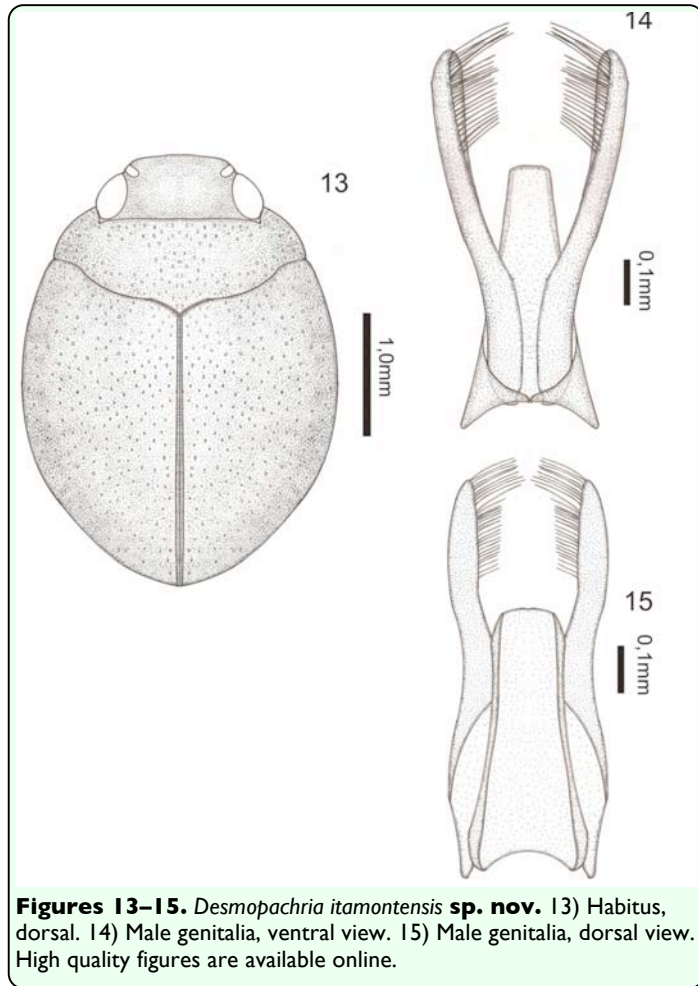 14
13
0,1mm
1,0mm
15
0,1mm
Figures 13–15. Desmopachria itamontensis sp. nov. 13) Habitus,
dorsal. 14) Male genitalia, ventral view. 15) Male genitalia, dorsal view.
High quality figures are available online.